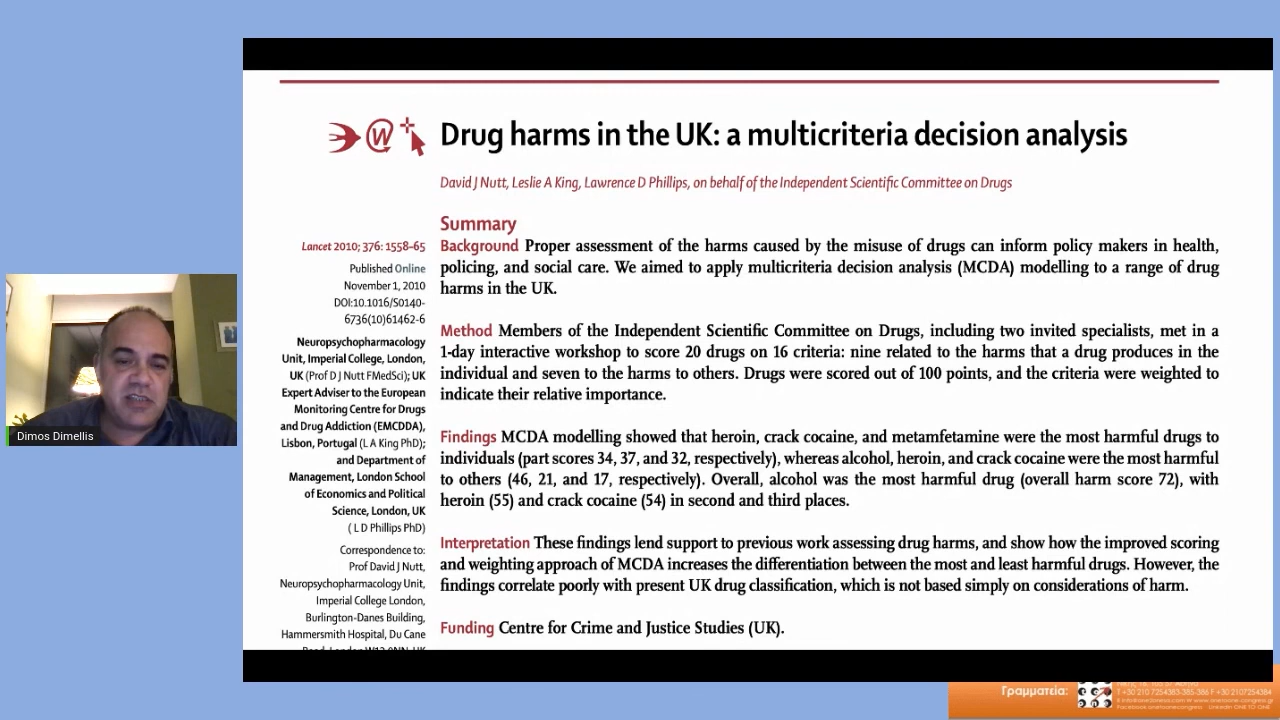 Drug harms in the UK: a multicriteria decision analysis
David J Nutt, Leslie A King, Lawrence D Phillips, on behalf of the Independent Scientific Committee on Drugs
Summary
Background Proper assessment of the harms caused by the misuse of drugs can inform policy makers in health,
policing, and social care. We aimed to apply multicriteria decision analysis (MCDA) modelling to a range of drug
harms in the UK.
Method Members of the Independent Scientific Committee on Drugs, including two invited specialists, met in a
1-day interactive workshop to score 20 drugs on 16 criteria: nine related to the harms that a drug produces in the
individual and seven to the harms to others. Drugs were scored out of 100 points, and the criteria were weighted to
indicate their relative importance.
Findings MCDA modelling showed that heroin, crack cocaine, and metamfetamine were the most harmful drugs to
individuals (part scores 34, 37, and 32, respectively), whereas alcohol, heroin, and crack cocaine were the most harmful
to others (46, 21, and 17, respectively). Overall, alcohol was the most harmful drug (overall harm score 72), with
heroin (55) and crack cocaine (54) in second and third places.
Interpretation These findings lend support to previous work assessing drug harms, and show how the improved scoring
and weighting approach of MCDA increases the differentiation between the most and least harmful drugs. However, the
findings correlate poorly with present UK drug classification, which is not based simply on considerations of harm.
Funding Centre for Crime and Justice Studies (UK).
Lancet 2010; 376: 1558–65
Published Online
November 1, 2010
DOI:10.1016/S0140-
6736(10)61462-6
Neuropsychopharmacology
Unit, Imperial College, London,
UK (Prof D J Nutt FMedSci); UK
Expert Adviser to the European
Monitoring Centre for Drugs
and Drug Addiction (EMCDDA),
Lisbon, Portugal (L A King PhD);
and Department of
Management, London School
of Economics and Political
Science, London, UK
( L D Phillips PhD)
Correspondence to:
Prof David J Nutt,
Neuropsychopharmacology Unit,
Imperial College London,
Burlington-Danes Building,
Hammersmith Hospital, Du Cane
Dimos Dimellis
Γραμματεία:
T +30 210 7254383-385-386 F +30 2107254384